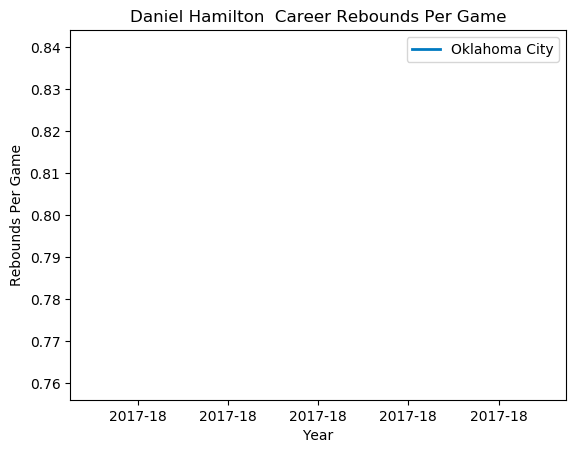 Daniel Hamilton  Career Rebounds Per Game
Oklahoma City
0.84
0.83
0.82
0.81
0.80
0.79
0.78
0.77
0.76
Rebounds Per Game
2017-18 2017-18 2017-18 2017-18 2017-18
Year